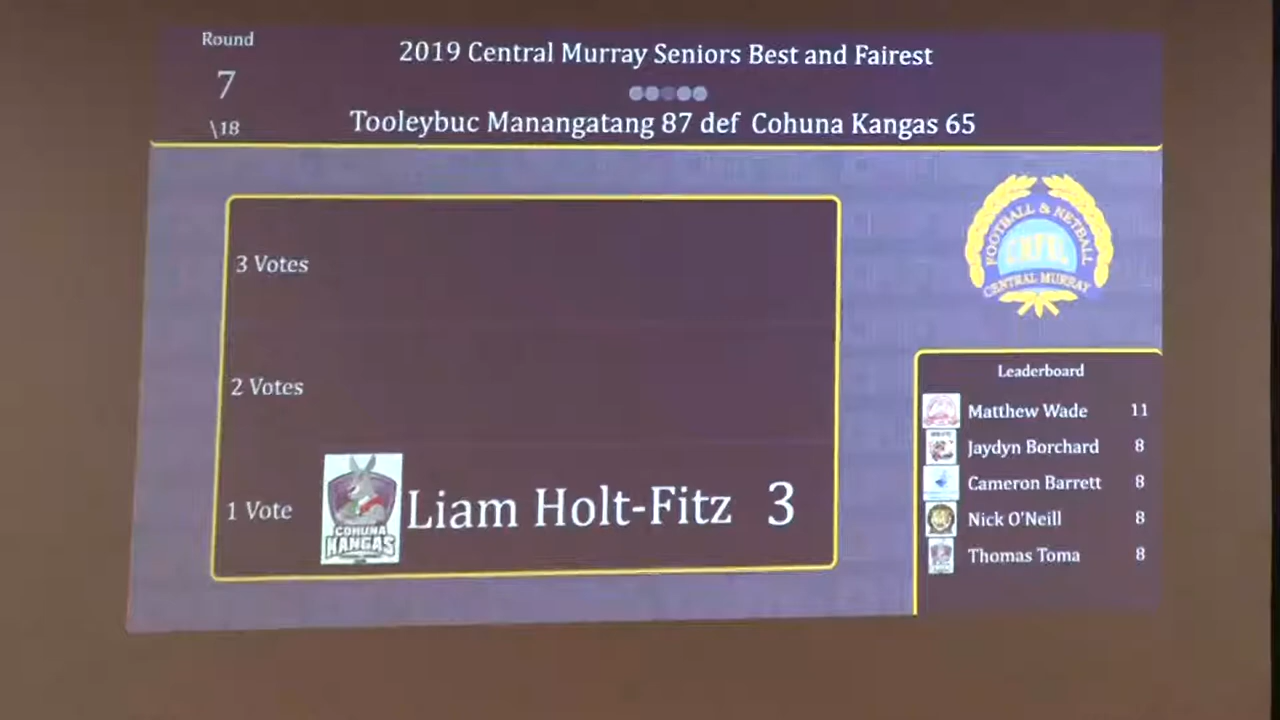 Round
7
\18
2019 Central Murray Seniors Best and Fairest
Tooleybuc Manangatang 87 def Cohuna Kangas 65
FOOTBALL & NETBALL
CENTRAL MURRAY
3 Votes
2 Votes
1 Vote
COHUNA
KANGAS
Liam Holt-Fitz 3
Leaderboard
Matthew Wade 11
Jaydyn Borchard 8
Cameron Barrett 8
Nick O'Neill 8
Thomas Toma 8